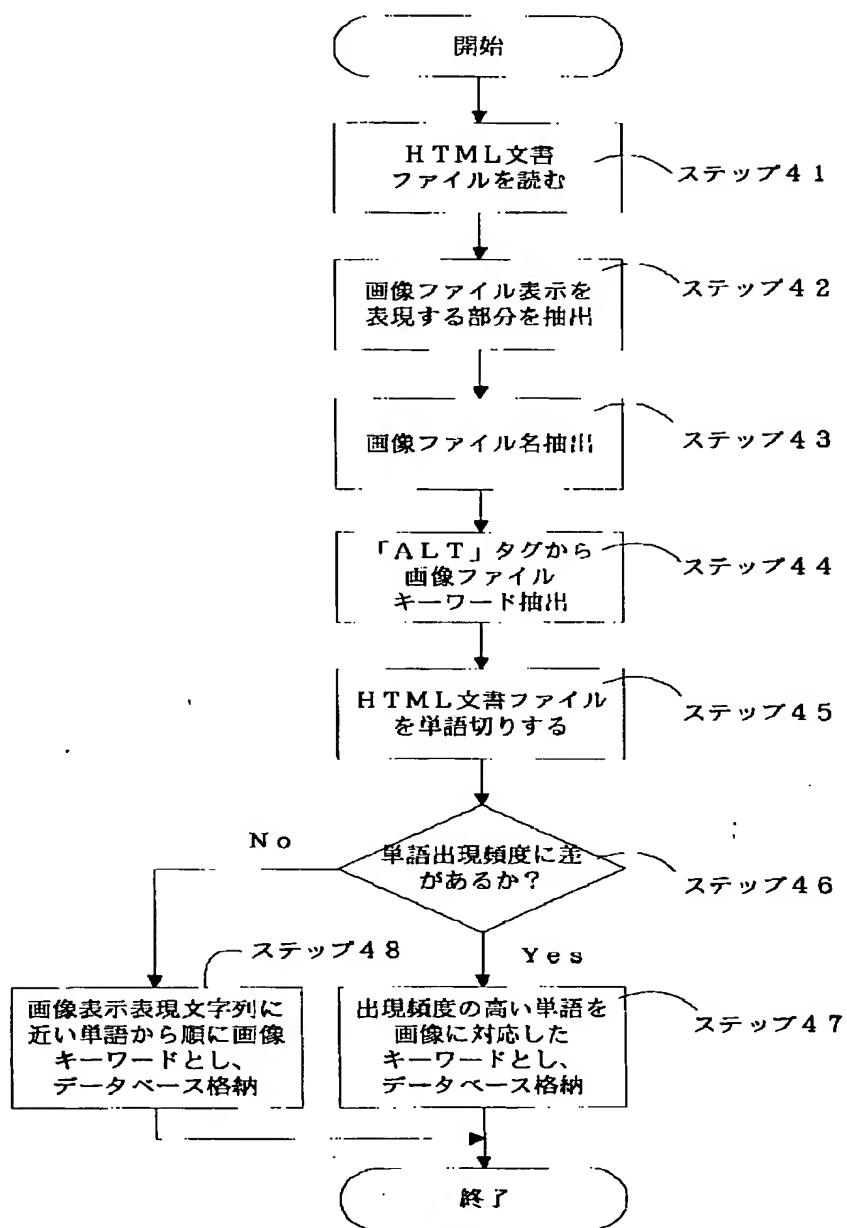 開始
HTML文書
ファイルを読む
ステップ41
画像ファイル表示を
表現する部分を抽出
ステップ42
画像ファイル名抽出
ステップ43
「ALT」タグから
画像ファイル
キーワード抽出
ステップ44
HTML文書ファイル
を単語切りする
ステップ45
No
単語出現頻度に差
があるか?
ステップ46
ステップ48
Yes
画像表示表現文字列に
近い単語から順に画像
キーワードとし、
データベース格納
出現頻度の高い単語を
画像に対応した
キーワードとし、
データベース格納
ステップ47
終了